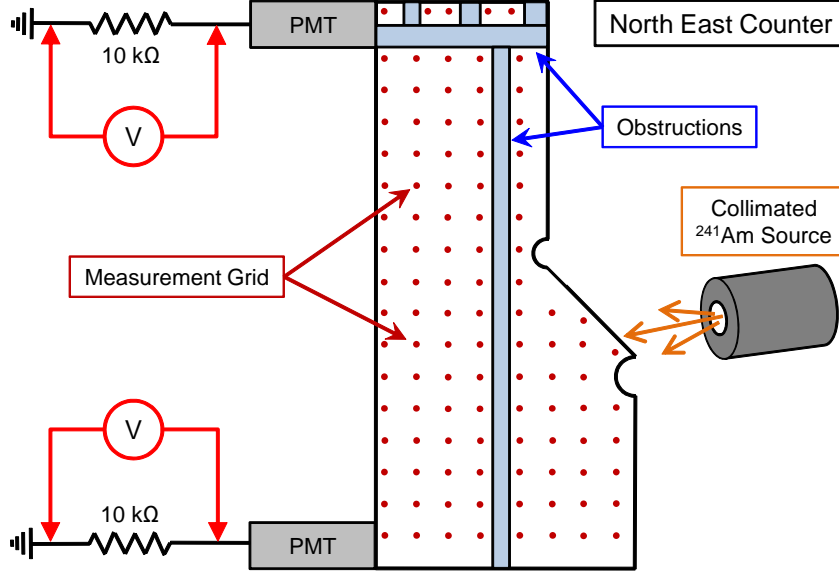 PMT
North East Counter
10 kΩ
V
Obstructions
Collimated
²⁴¹Am Source
Measurement Grid
V
10 kΩ
PMT